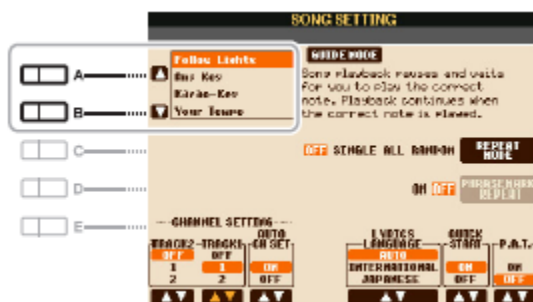 SONG SETTING
A
B
C
D
E
Follow Lights
Any Key
Karao-Key
Your Tempo
GUIDE MODE
Song playback pauses and waits
for you to play the correct
note. Playback continues when
the correct note is played.
OFF SINGLE ALL RANDOM
REPEAT
MODE
ON OFF
PHRASE MARK
REPEAT
CHANNEL SETTING
TRACK2 TRACK1
AUTO
CH SET
OFF OFF
1 1 ON
2 2 OFF
LYRICS
LANGUAGE
AUTO
INTERNATIONAL
JAPANESE
QUICK
START
ON
OFF
P.A.T.
ON
OFF